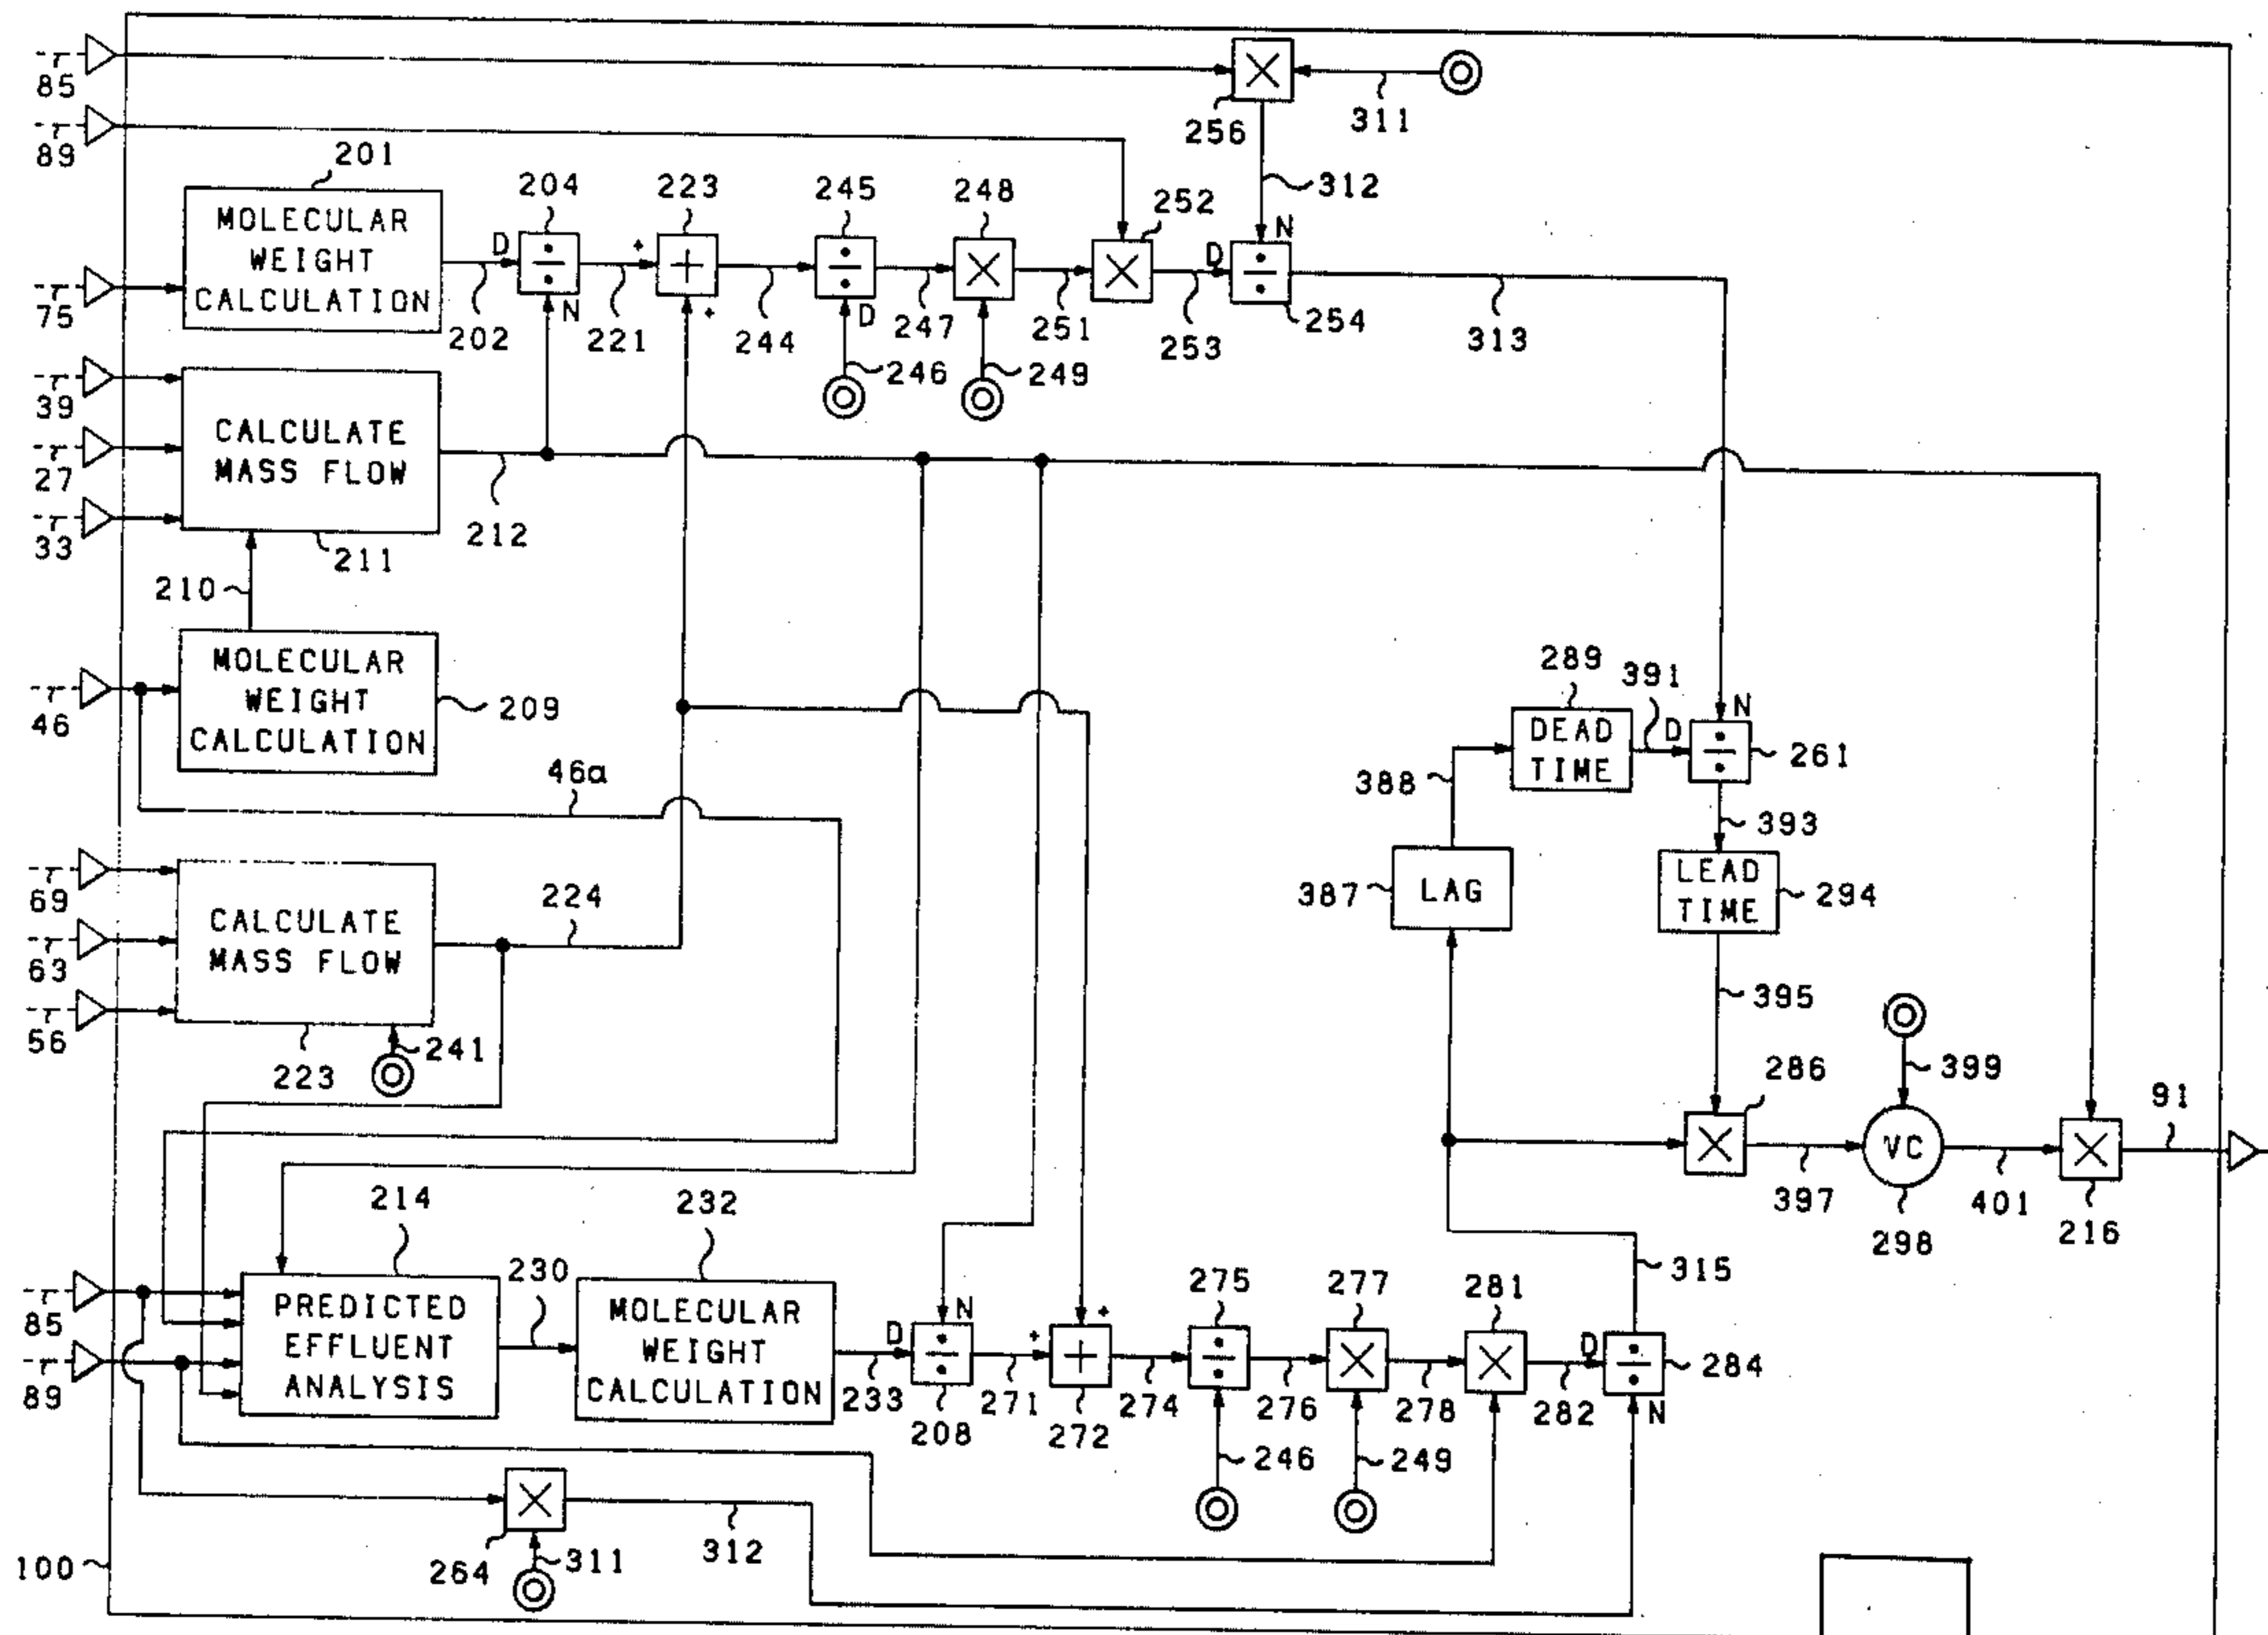 85
89
256
311
312
201
MOLECULAR
WEIGHT
CALCULATION
75
202
D
204
÷
N
221
+
223
+
+
244
245
÷
D
246
247
248
×
249
251
252
×
253
D
N
÷
254
313
×
39
27
33
CALCULATE
MASS FLOW
211
212
210
46
MOLECULAR
WEIGHT
CALCULATION
209
46a
69
63
56
CALCULATE
MASS FLOW
223
241
224
289
DEAD
TIME
391
D
N
÷
261
388
387
LAG
393
LEAD
TIME
294
395
286
×
397
399
VC
298
401
×
216
91
85
89
214
PREDICTED
EFFLUENT
ANALYSIS
230
232
MOLECULAR
WEIGHT
CALCULATION
233
D
N
÷
208
271
+
+
+
272
274
275
÷
246
276
277
×
249
278
281
×
282
D
÷
N
284
315
264
×
311
312
100